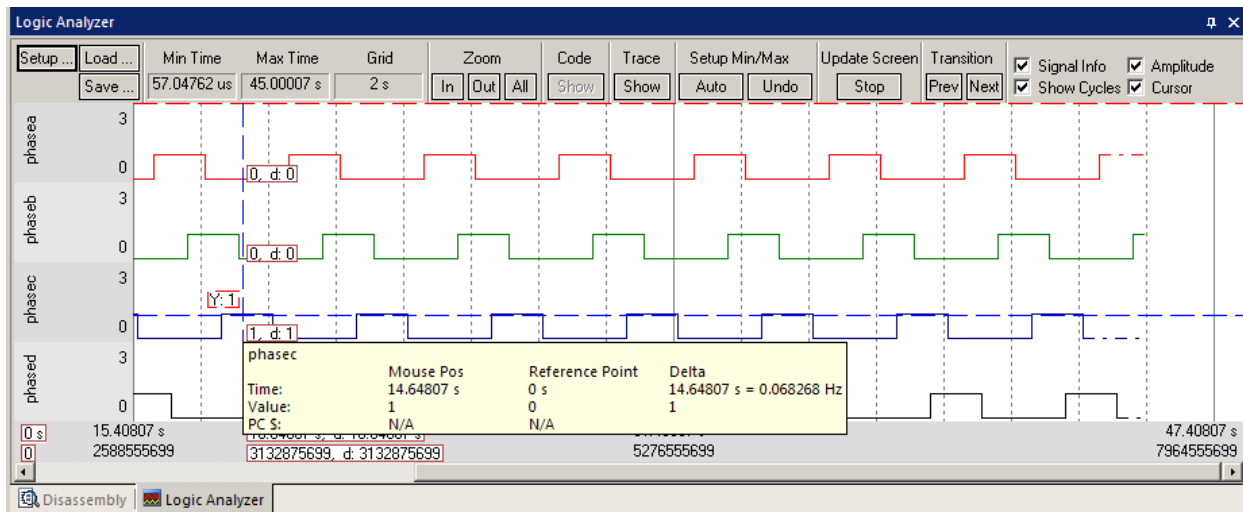 Logic Analyzer
Setup ... Load ... Min Time Max Time Grid Zoom Code Trace Setup Min/Max Update Screen Transition Signal Info Amplitude
Save ... 57.04762 us 45.00007 s 2 s In Out All Show Show Auto Undo Stop Prev Next Show Cycles Cursor
phasea
3
0
0, d: 0
phaseb
3
0
0, d: 0
phasec
3
Y: 1
0
1, d: 1
phased
3
0
phasec
Mouse Pos Reference Point Delta
Time: 14.64807 s 0 s 14.64807 s = 0.068268 Hz
Value: 1 0 1
PC $: N/A N/A
0 s 15.40807 s 47.40807 s
0 2588555699 3132875699, d: 3132875699 5276555699 7964555699
Disassembly Logic Analyzer